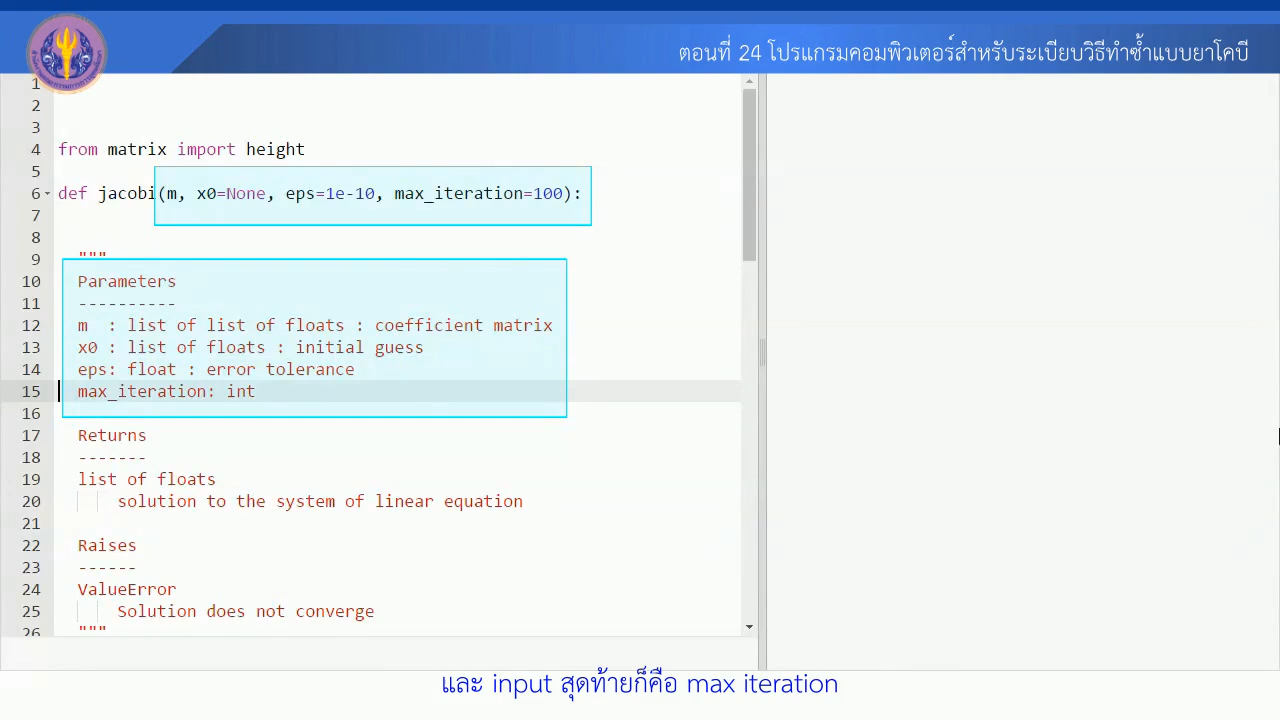 ตอนที่ 24 โปรแกรมคอมพิวเตอร์สำหรับระเบียบวิธีทำซ้ำแบบยาโคบี
1
2
3
4 from matrix import height
5
6 def jacobi(m, x0=None, eps=1e-10, max_iteration=100):
7
8
9 """
10 Parameters
11 ----------
12 m : list of list of floats : coefficient matrix
13 x0 : list of floats : initial guess
14 eps: float : error tolerance
15 max_iteration: int
16
17 Returns
18 -------
19 list of floats
20 solution to the system of linear equation
21
22 Raises
23 ------
24 ValueError
25 Solution does not converge
26 """
และ input สุดท้ายก็คือ max iteration